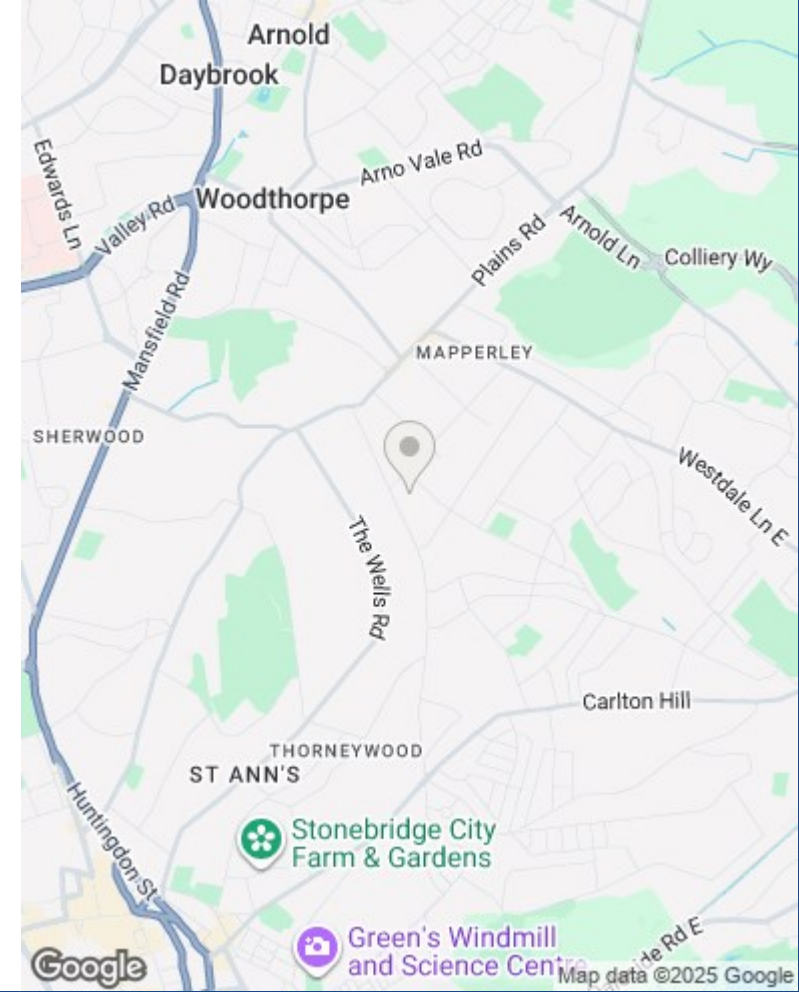 Arnold
Daybrook
Edwards Ln
Arno Vale Rd
Woodthorpe
Valley Rd
Plains Rd
Arnold Ln
Colliery Wy
Mansfield Rd
MAPPERLEY
SHERWOOD
Westdale Ln E
The Wells Rd
Carlton Hill
THORNEYWOOD
ST ANN'S
Huntingdon St
Stonebridge City
Farm & Gardens
Green's Windmill
and Science Centre
ide Rd E
Google
Map data ©2025 Google